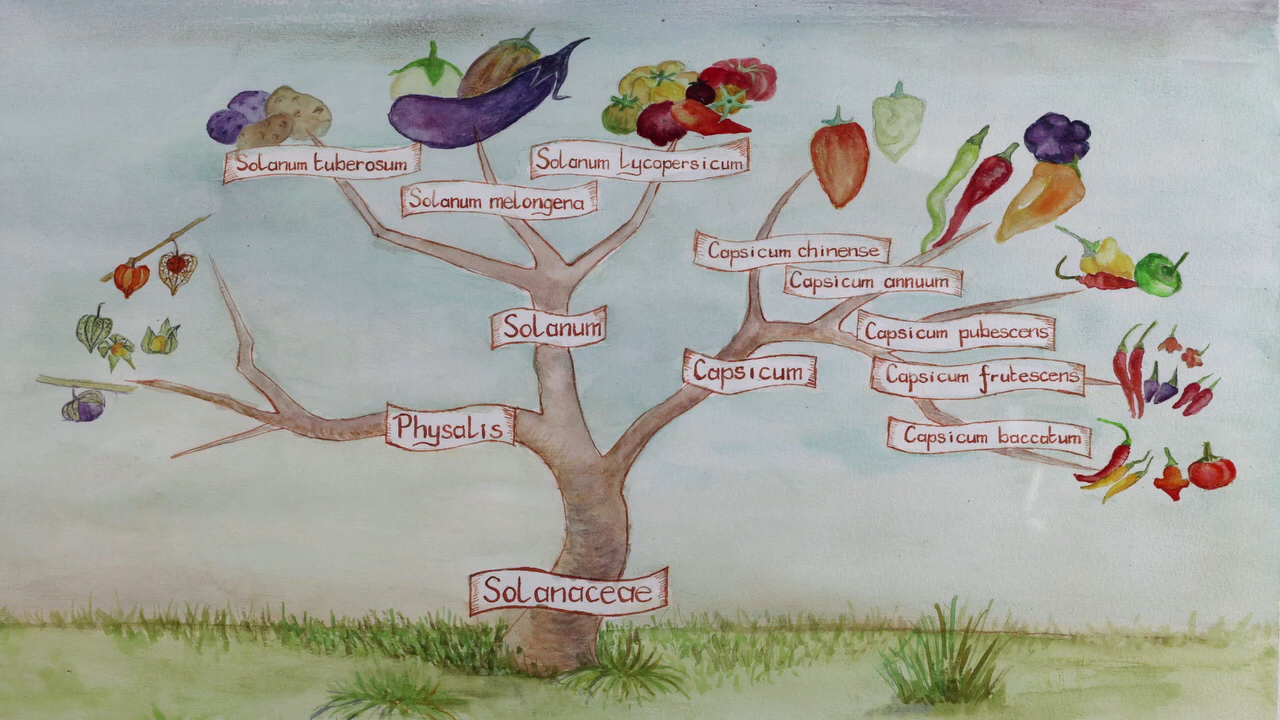 Solanum tuberosum
Solanum Lycopersicum
Solanum melongena
Capsicum chinense
Capsicum annuum
Solanum
Capsicum pubescens
Capsicum
Capsicum frutescens
Physalis
Capsicum baccatum
Solanaceae